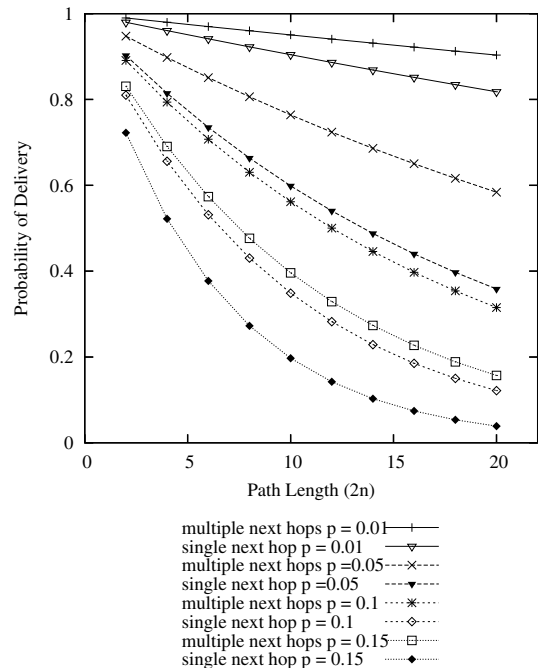 1
0.8
0.6
0.4
0.2
0
Probability of Delivery
0 5 10 15 20
Path Length (2n)
multiple next hops p = 0.01
single next hop p = 0.01
multiple next hops p =0.05
single next hop p =0.05
multiple next hops p = 0.1
single next hop p = 0.1
multiple next hops p = 0.15
single next hop p = 0.15